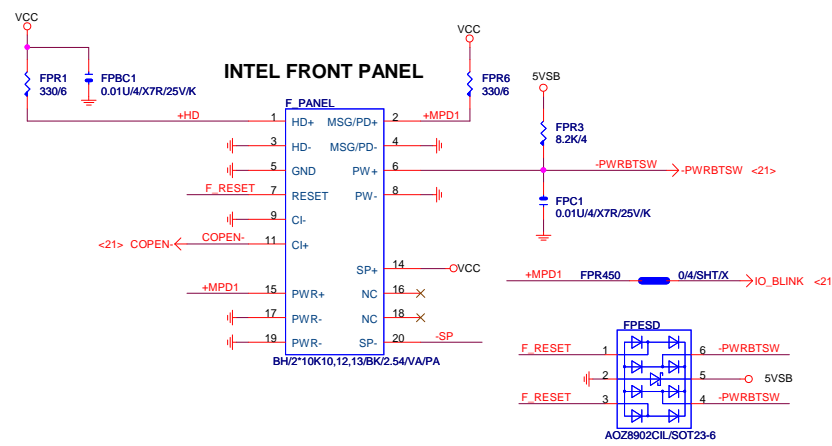 VCC
VCC
INTEL FRONT PANEL
FPR1
330/6
FPBC1
0.01U/4/X7R/25V/K
FPR6
330/6
5VSB
F_PANEL
FPR3
8.2K/4
+HD
1 HD+ MSG/PD+ 2
+MPD1
3 HD- MSG/PD- 4
5 GND PW+ 6
-PWRBTSW
-PWRBTSW <21>
F_RESET
7 RESET PW- 8
9 CI-
FPC1
0.01U/4/X7R/25V/K
<21> COPEN-
COPEN-
11 CI+
SP+ 14
VCC
+MPD1
15 PWR+ NC 16
+MPD1
FPR450
0/4/SHT/X
IO_BLINK <21
17 PWR- NC 18
19 PWR- SP- 20
-SP
BH/2*10K10,12,13/BK/2.54/VA/PA
FPESD
F_RESET 1 6 -PWRBTSW
2 5 5VSB
F_RESET 3 4 -PWRBTSW
AOZ8902CIL/SOT23-6